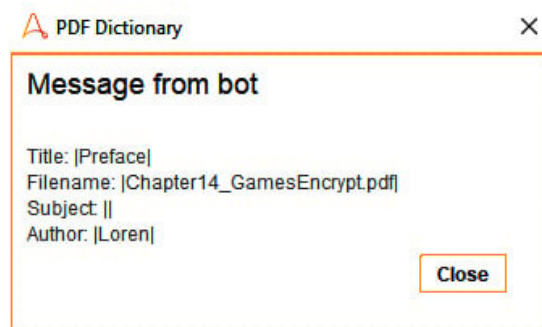 PDF Dictionary
Message from bot
Title: |Preface|
Filename: |Chapter14_GamesEncrypt.pdf|
Subject: ||
Author: |Loren|
Close